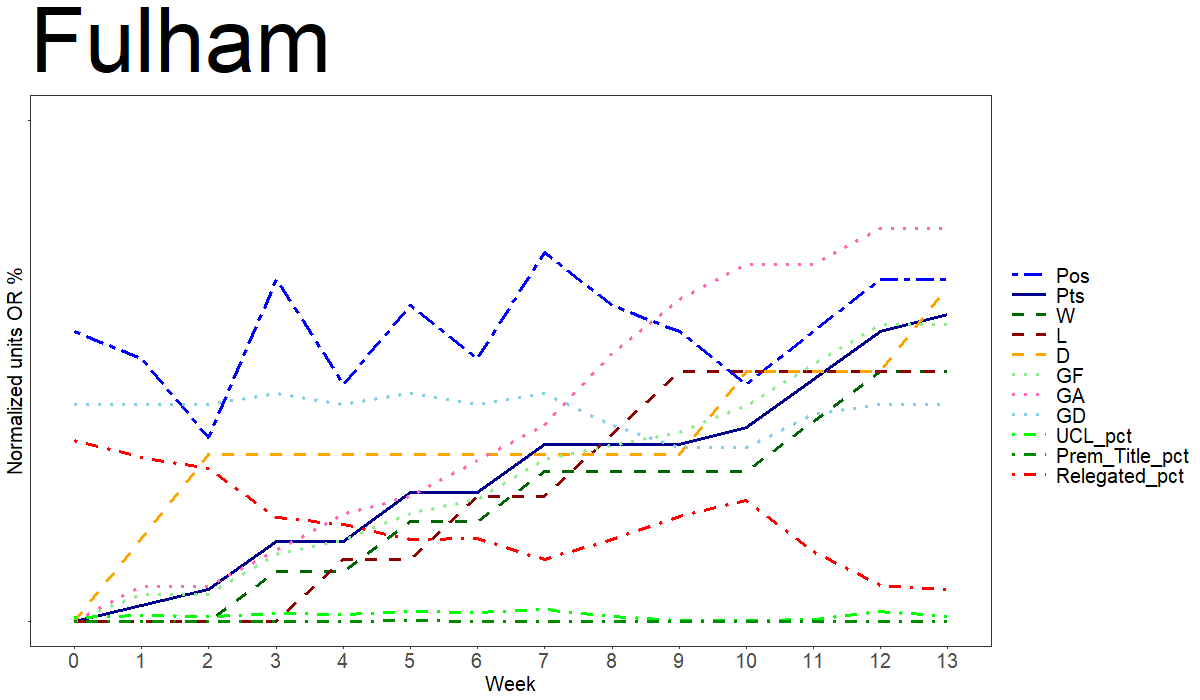 Fulham
Normalized units OR %
0 1 2 3 4 5 6 7 8 9 10 11 12 13
Week
Pos
Pts
W
L
D
GF
GA
GD
UCL_pct
Prem_Title_pct
Relegated_pct